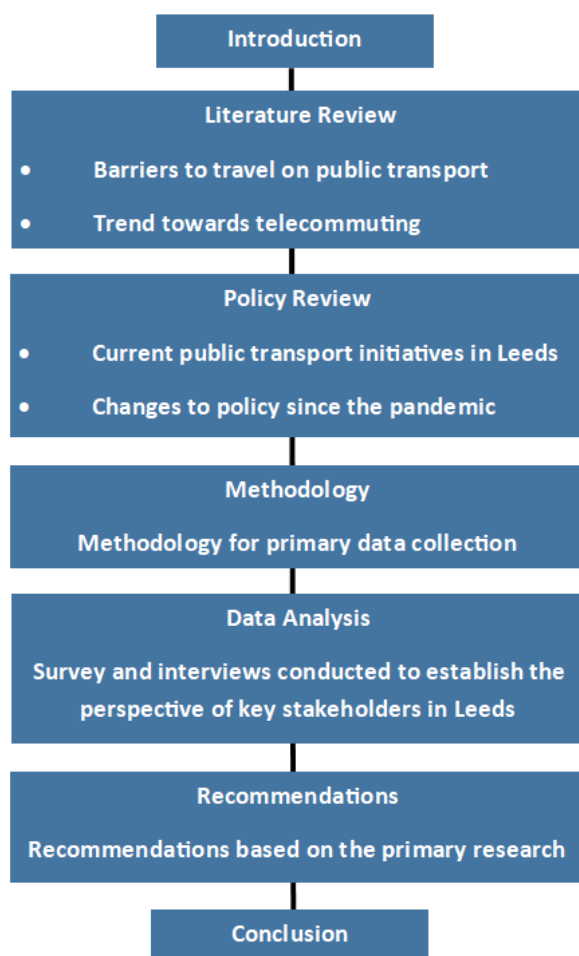 Introduction
Literature Review
• Barriers to travel on public transport
• Trend towards telecommuting
Policy Review
• Current public transport initiatives in Leeds
• Changes to policy since the pandemic
Methodology
Methodology for primary data collection
Data Analysis
Survey and interviews conducted to establish the
perspective of key stakeholders in Leeds
Recommendations
Recommendations based on the primary research
Conclusion